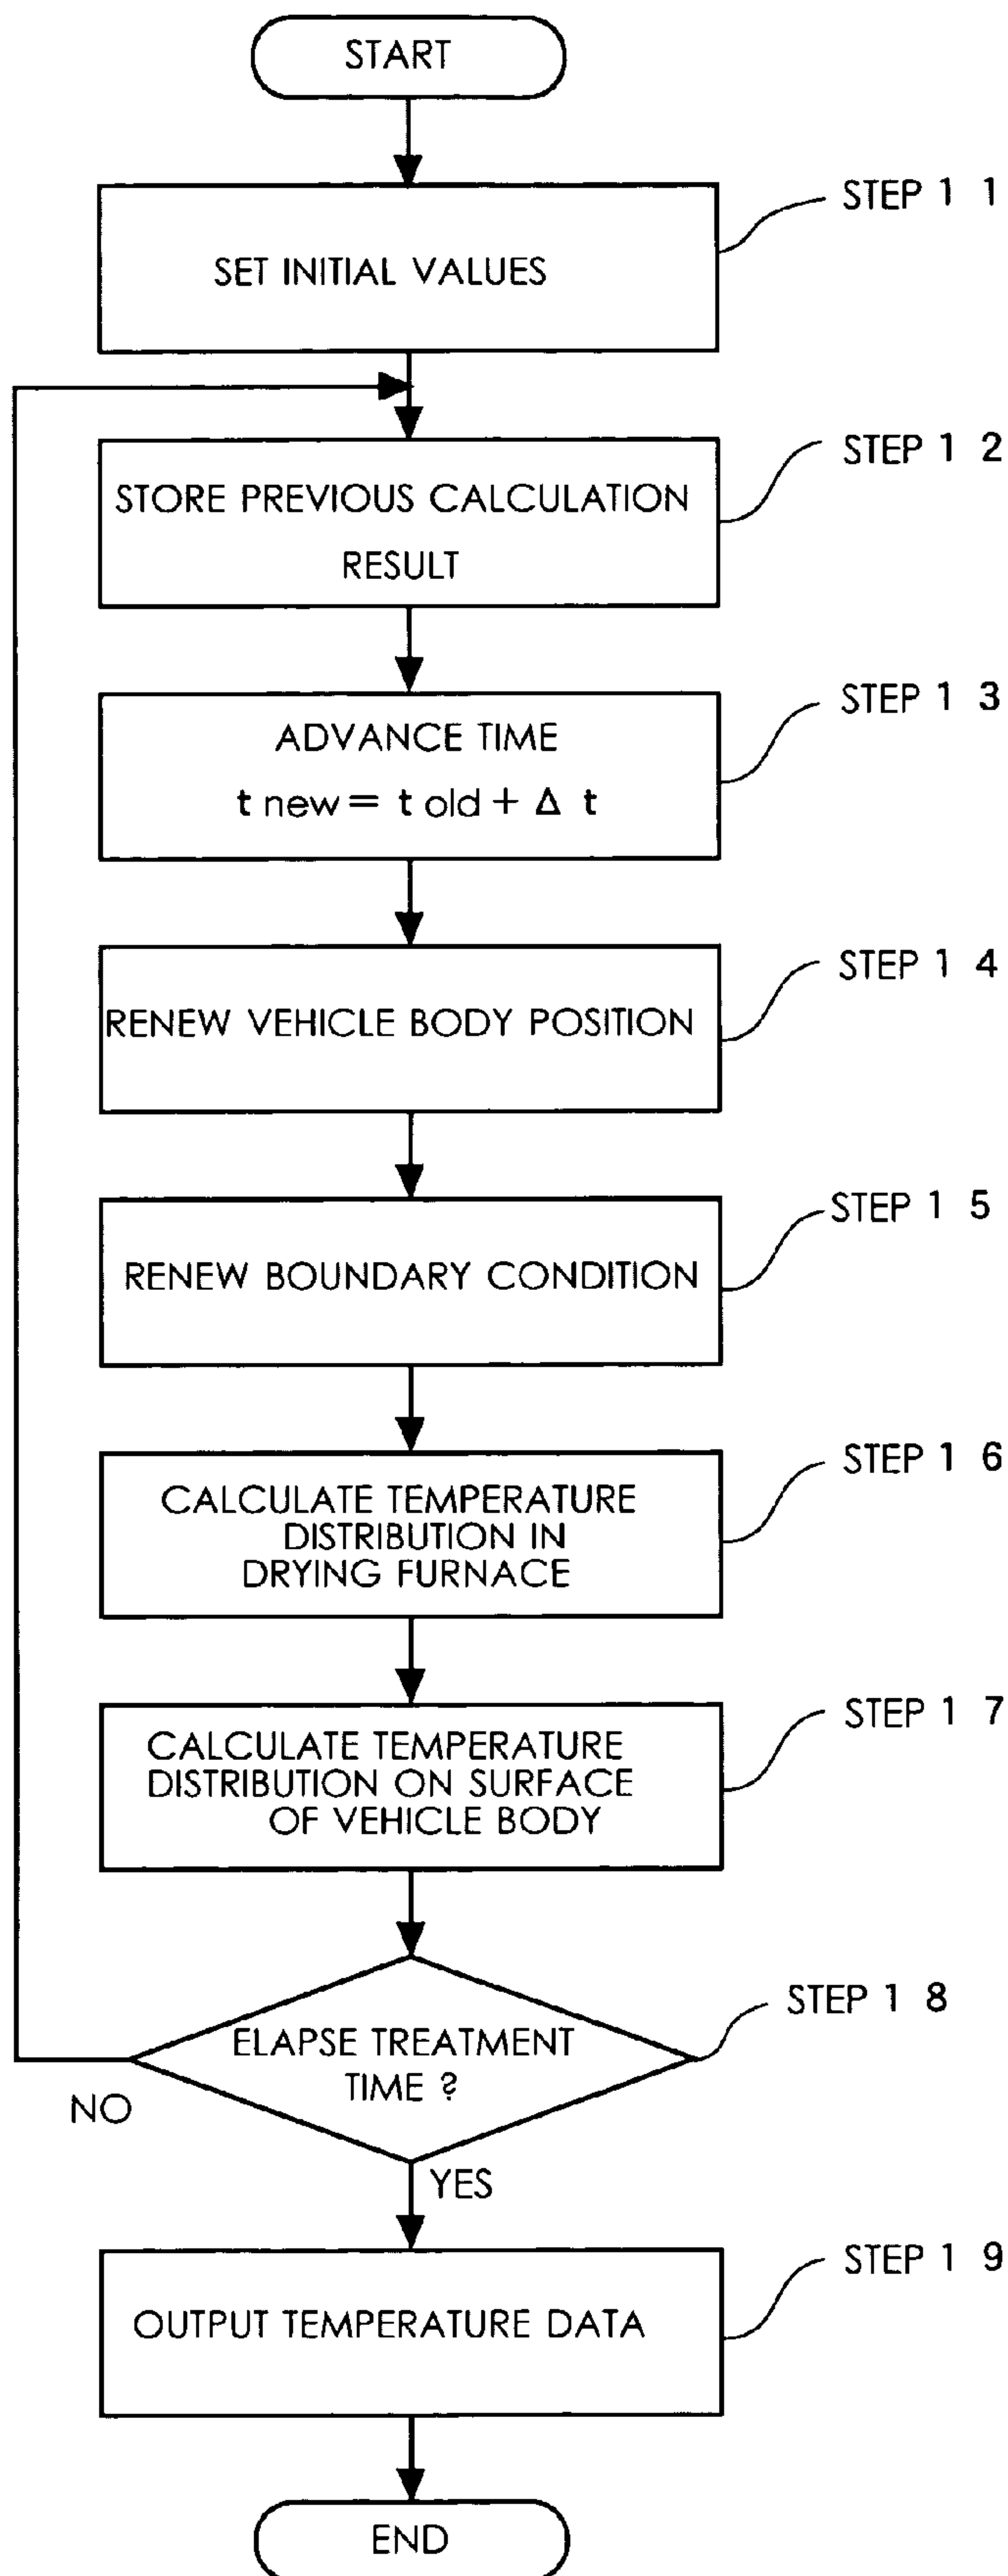 START
STEP 1 1
SET INITIAL VALUES
STEP 1 2
STORE PREVIOUS CALCULATION
RESULT
STEP 1 3
ADVANCE TIME
t new = t old + Δ t
STEP 1 4
RENEW VEHICLE BODY POSITION
STEP 1 5
RENEW BOUNDARY CONDITION
STEP 1 6
CALCULATE TEMPERATURE
DISTRIBUTION IN
DRYING FURNACE
STEP 1 7
CALCULATE TEMPERATURE
DISTRIBUTION ON SURFACE
OF VEHICLE BODY
STEP 1 8
ELAPSE TREATMENT
TIME ?
NO
YES
STEP 1 9
OUTPUT TEMPERATURE DATA
END